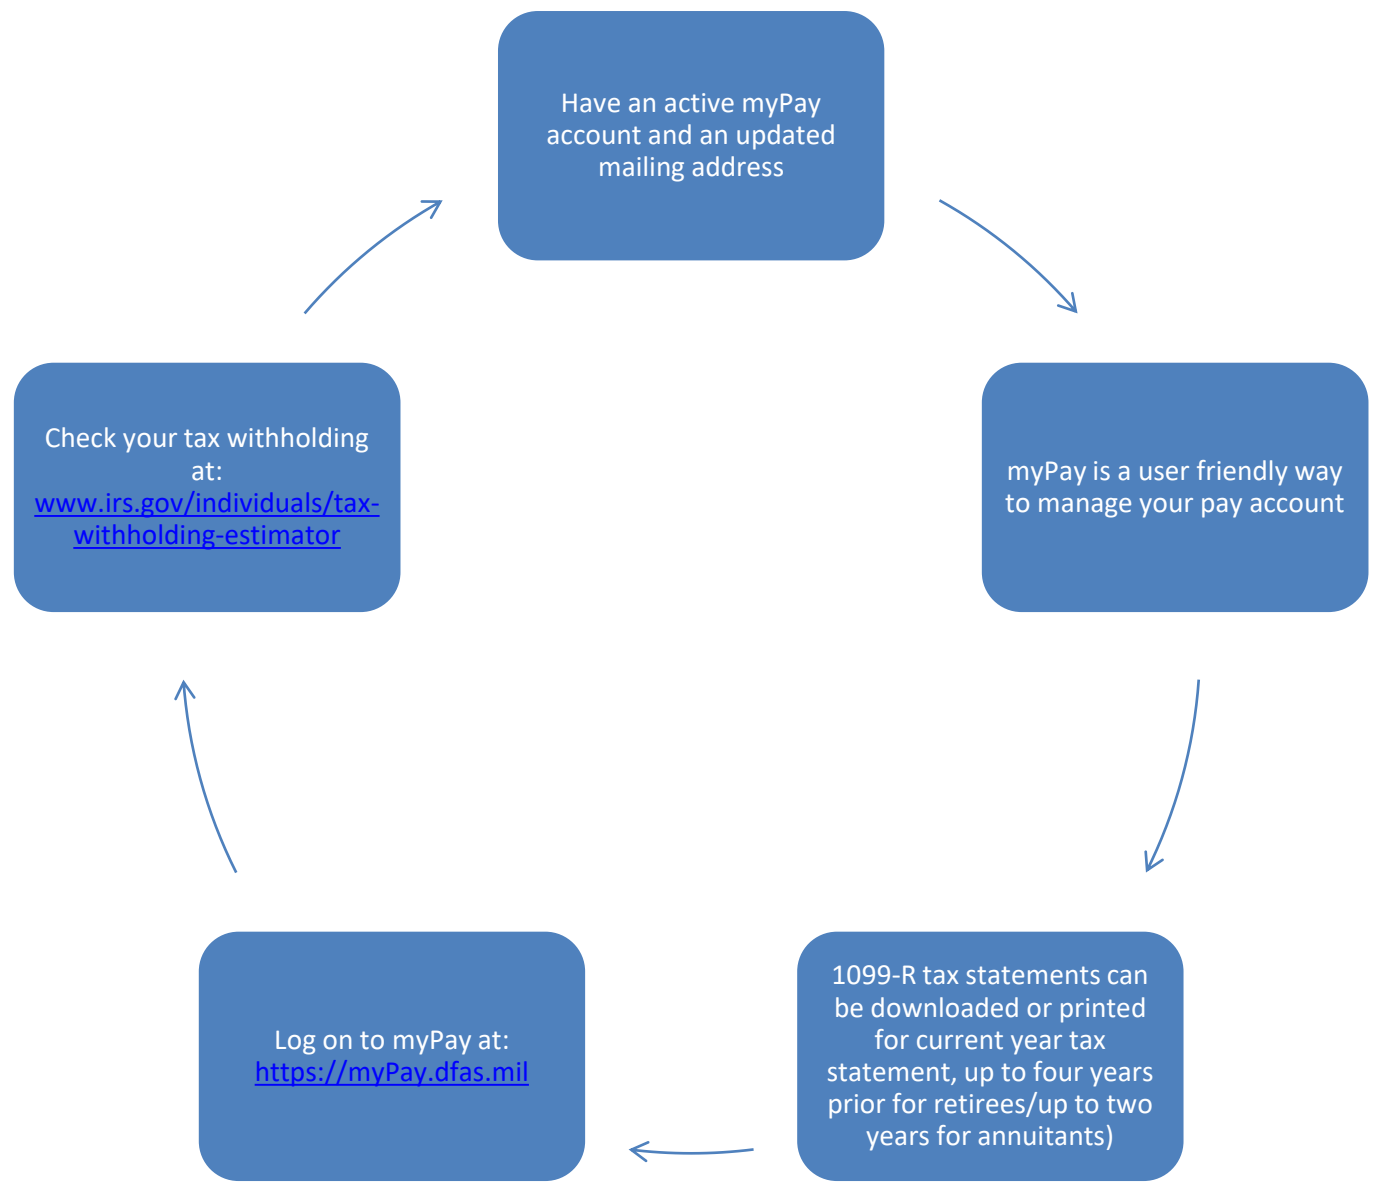 Have an active myPay
account and an updated
mailing address
myPay is a user friendly way
to manage your pay account
1099-R tax statements can
be downloaded or printed
for current year tax
statement, up to four years
prior for retirees/up to two
years for annuitants)
Log on to myPay at:
https://myPay.dfas.mil
Check your tax withholding
at:
www.irs.gov/individuals/tax-
withholding-estimator